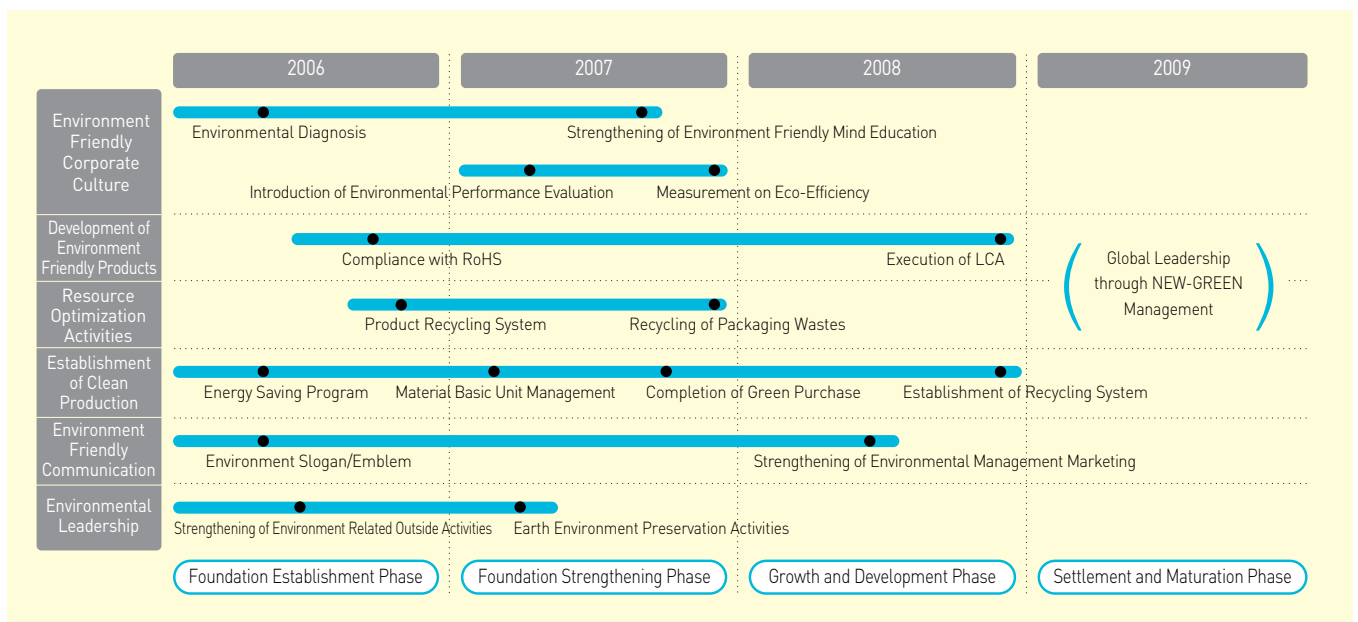 2006
2007
2008
2009
Environment
Friendly
Corporate
Culture
Environmental Diagnosis
Strengthening of Environment Friendly Mind Education
Introduction of Environmental Performance Evaluation
Measurement on Eco-Efficiency
Development of
Environment
Friendly Products
Compliance with RoHS
Execution of LCA
Global Leadership
through NEW-GREEN
Management
Resource
Optimization
Activities
Product Recycling System
Recycling of Packaging Wastes
Establishment
of Clean
Production
Energy Saving Program
Material Basic Unit Management
Completion of Green Purchase
Establishment of Recycling System
Environment
Friendly
Communication
Environment Slogan/Emblem
Strengthening of Environmental Management Marketing
Environmental
Leadership
Strengthening of Environment Related Outside Activities
Earth Environment Preservation Activities
Foundation Establishment Phase
Foundation Strengthening Phase
Growth and Development Phase
Settlement and Maturation Phase